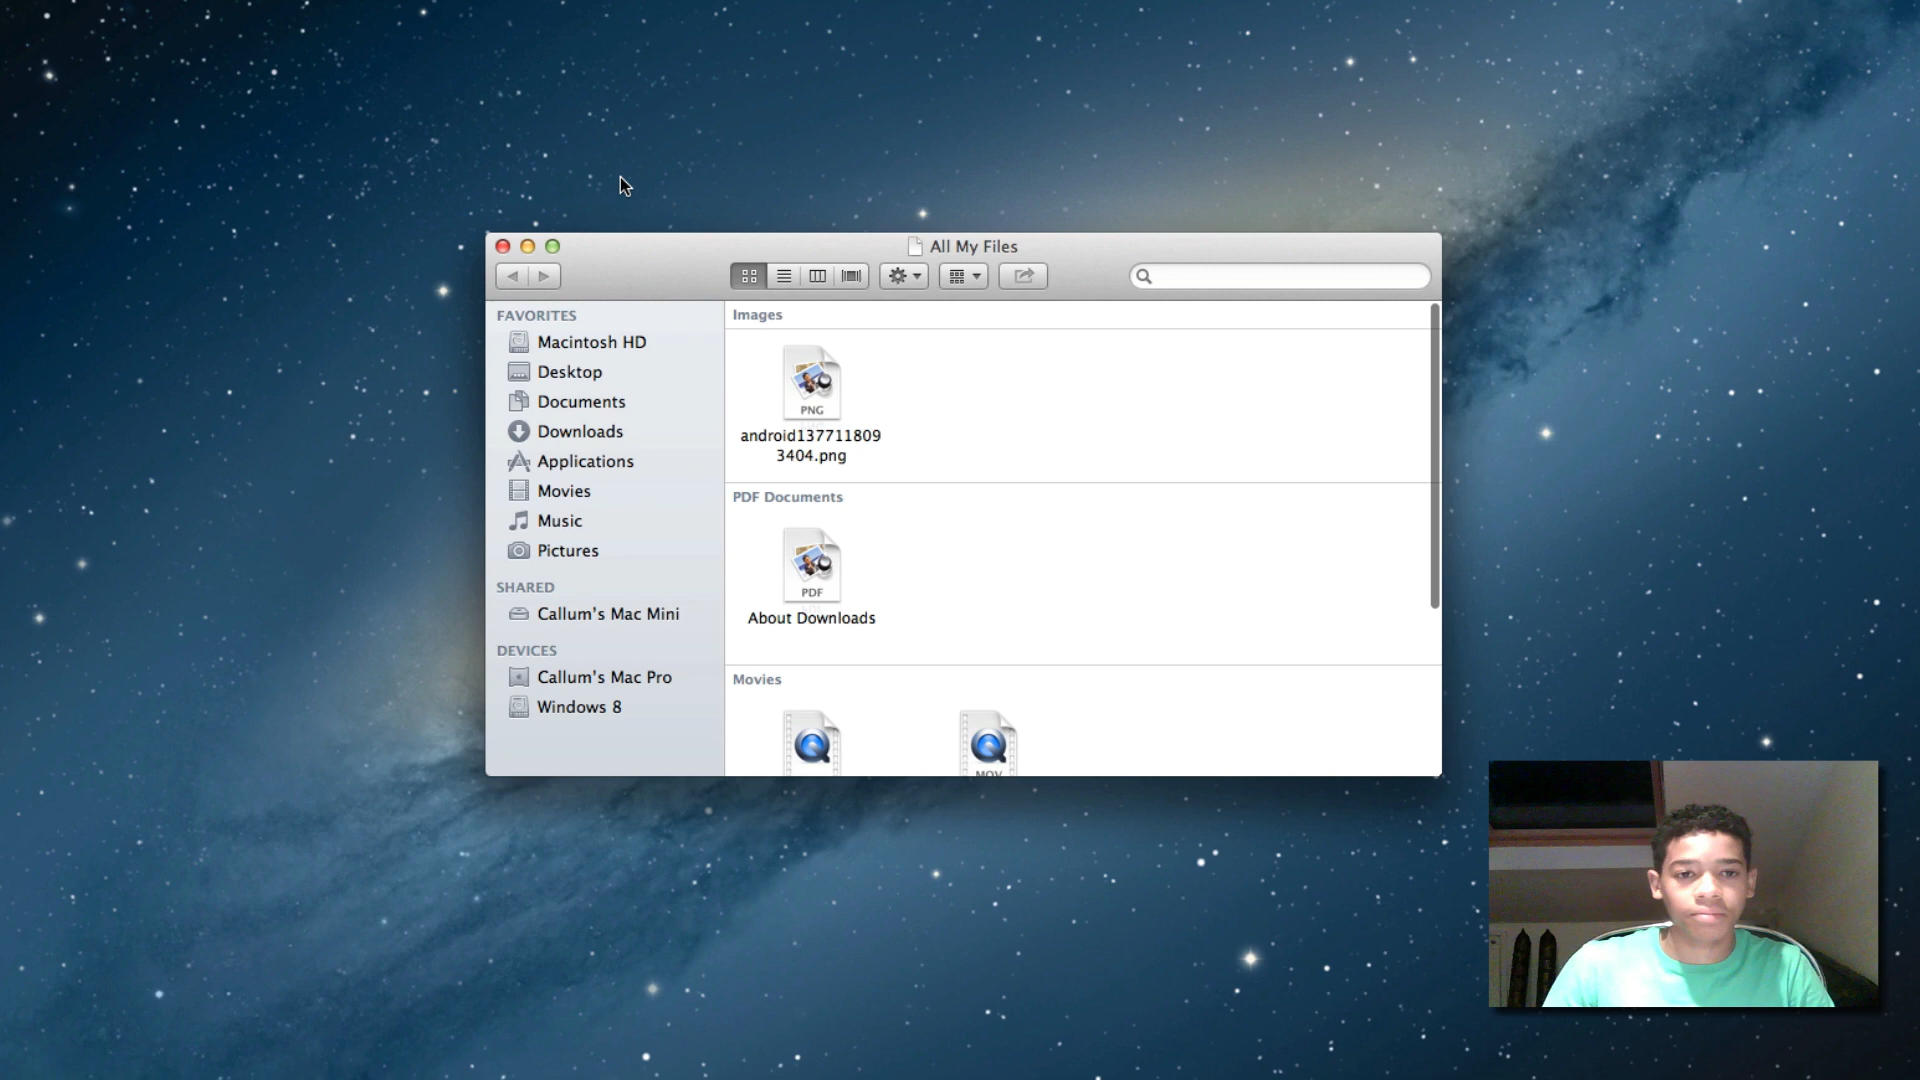 All My Files
FAVORITES
Macintosh HD
Desktop
Documents
Downloads
Applications
Movies
Music
Pictures
SHARED
Callum's Mac Mini
DEVICES
Callum's Mac Pro
Windows 8
Images
PNG
android137711809
3404.png
PDF Documents
PDF
About Downloads
Movies
MOV